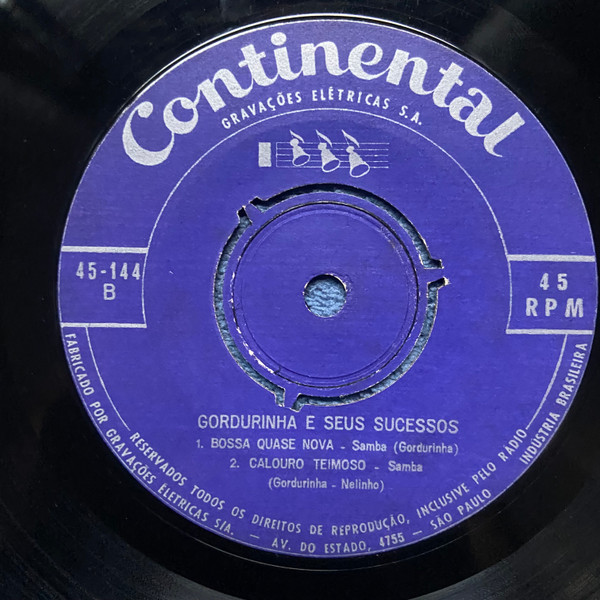 Continental
GRAVAÇÕES ELÉTRICAS S.A.
45-144
B
45
RPM
GORDURINHA E SEUS SUCESSOS
1. BOSSA QUASE NOVA - Samba (Gordurinha)
2. CALOURO TEIMOSO - Samba
(Gordurinha - Nelinho)
FABRICADO POR GRAVAÇÕES ELETRICAS S/A. - AV. DO ESTADO, 4755 - SÃO PAULO - INDUSTRIA BRASILEIRA
RESERVADOS TODOS OS DIREITOS DE REPRODUÇÃO, INCLUSIVE PELO RÁDIO